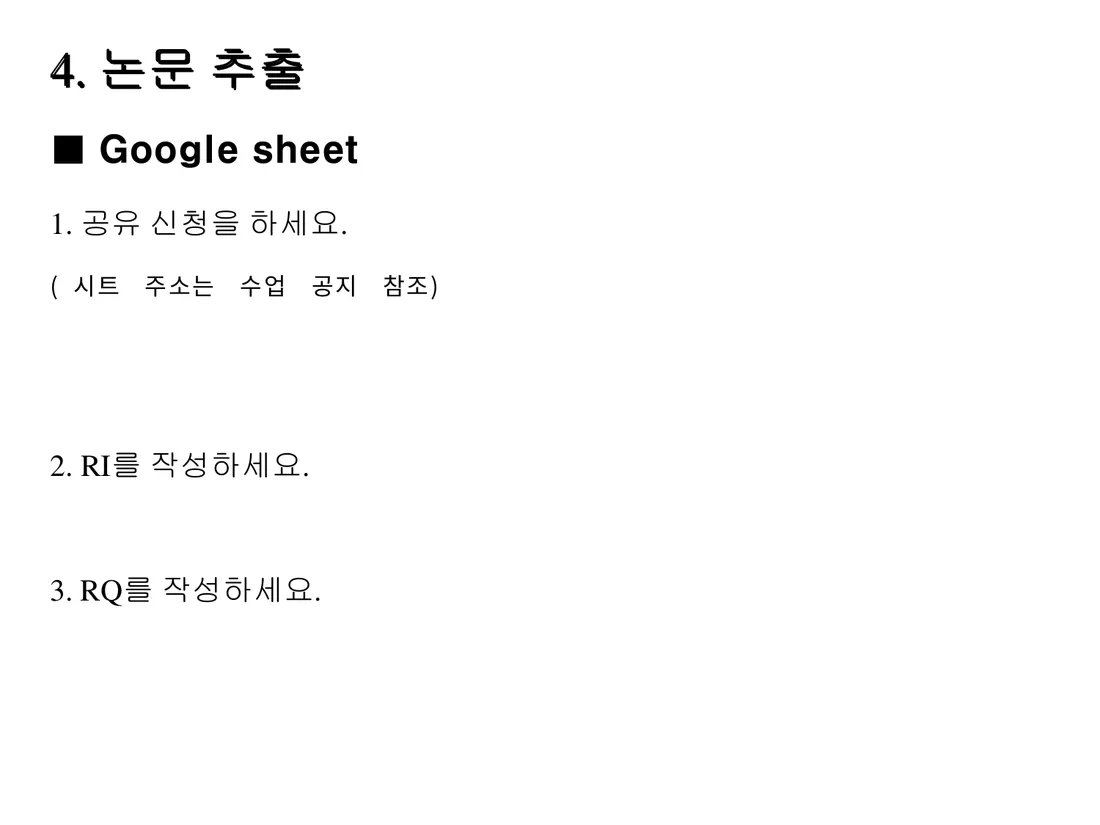 4. 논문 추출
■ Google sheet
1. 공유 신청을 하세요.
( 시트 주소는 수업 공지 참조)
2. RI를 작성하세요.
3. RQ를 작성하세요.